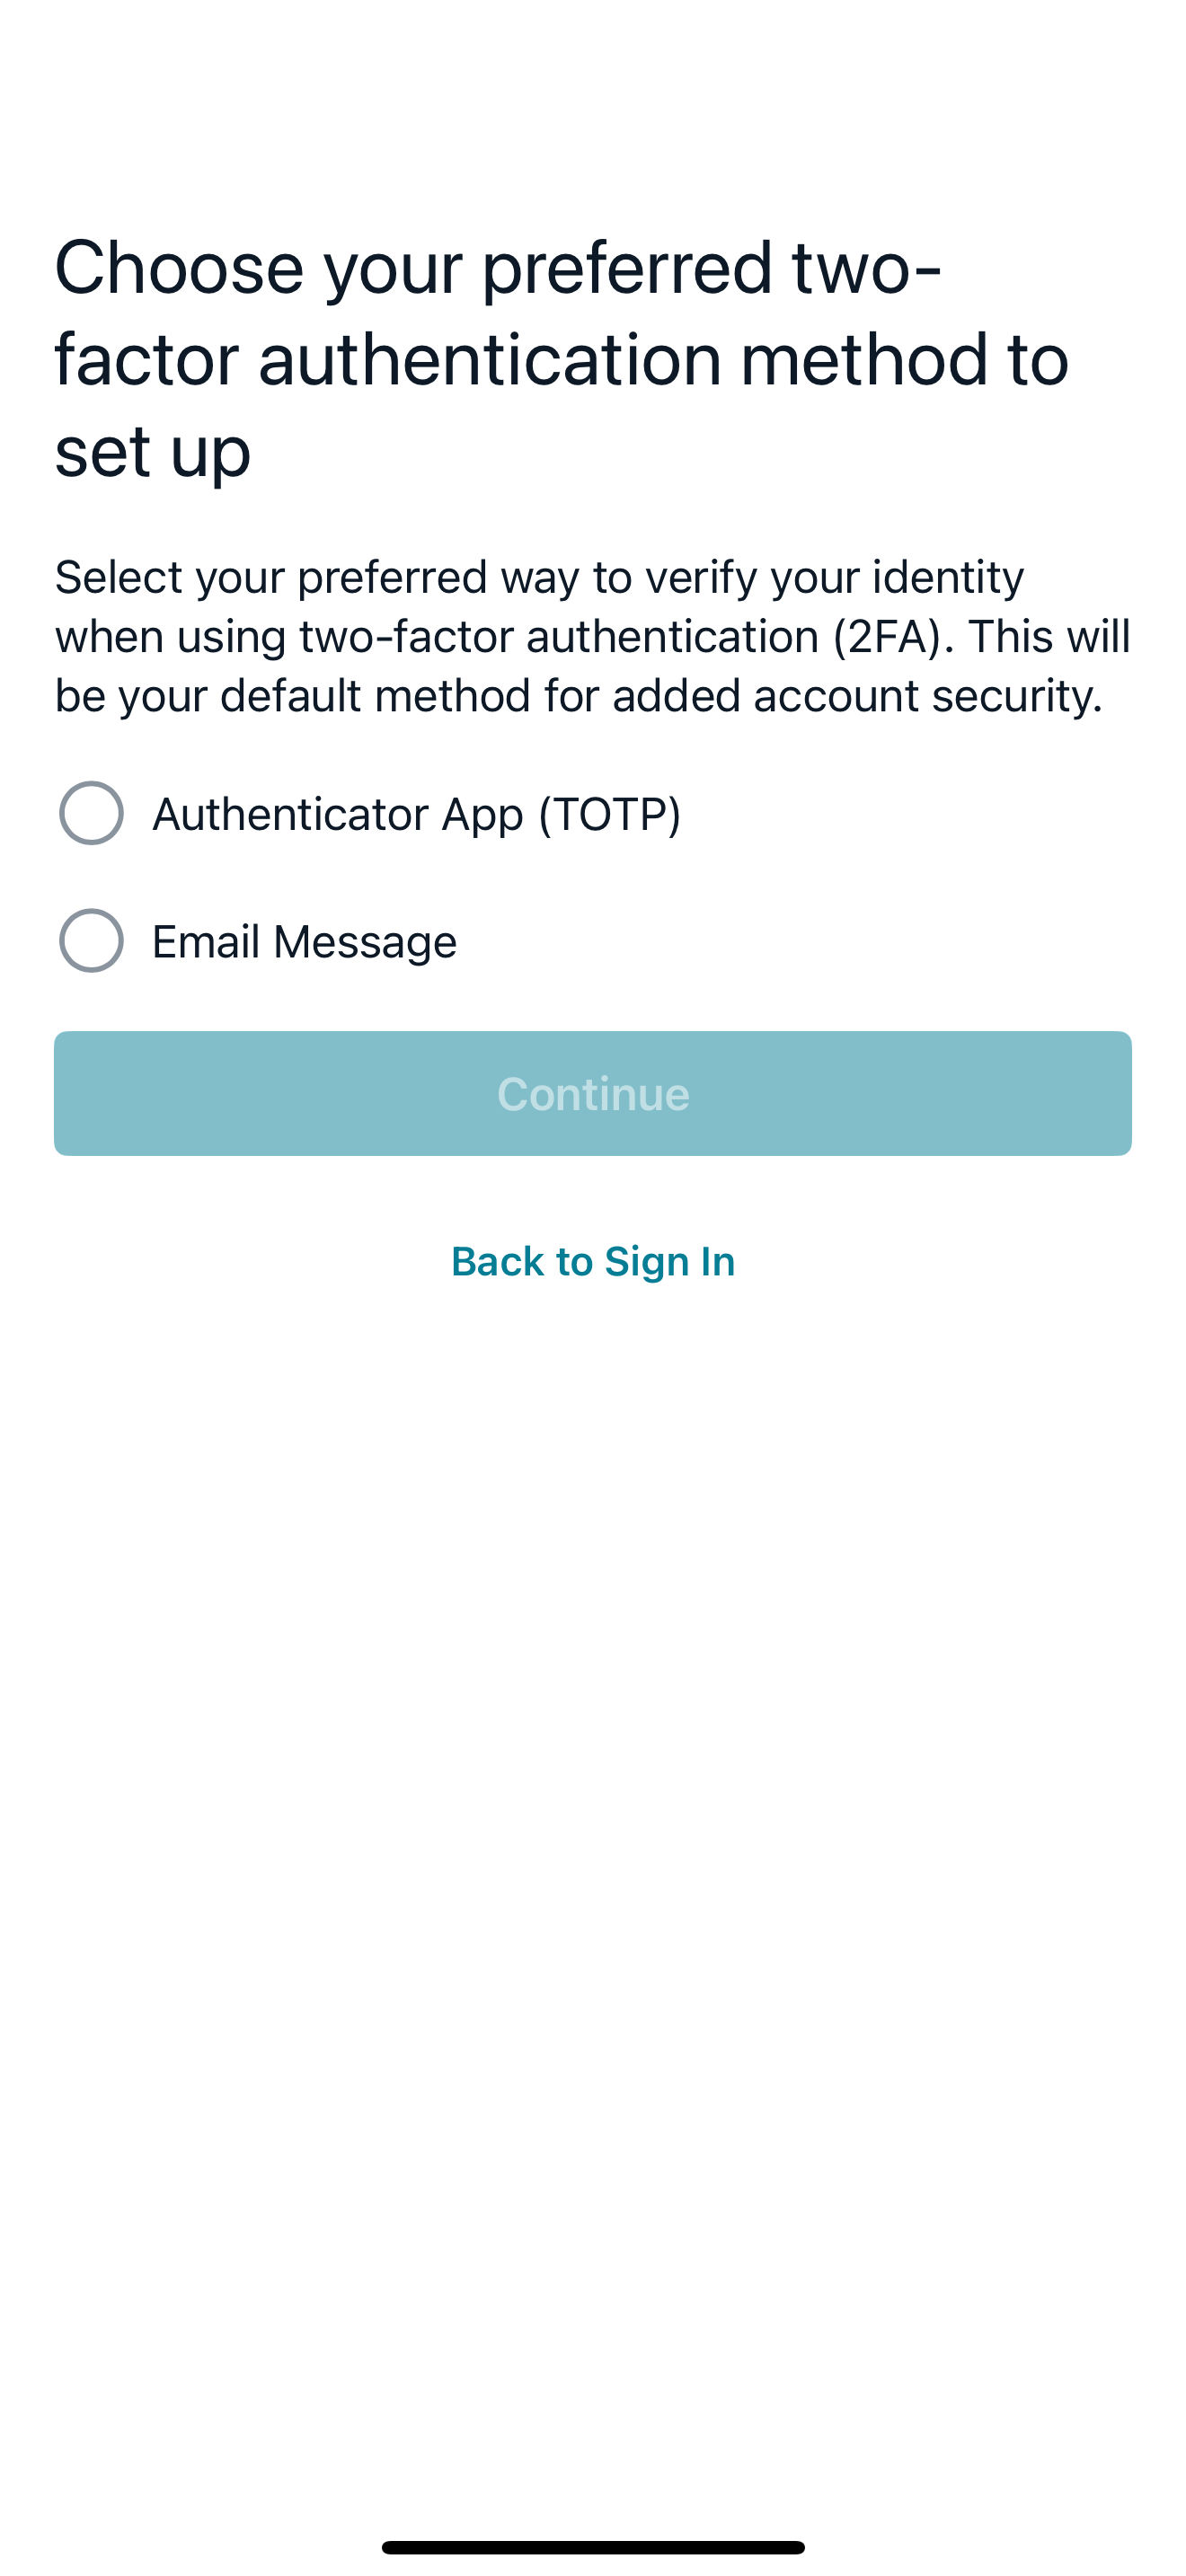 Choose your preferred two-
factor authentication method to
set up
Select your preferred way to verify your identity
when using two-factor authentication (2FA). This will
be your default method for added account security.
Authenticator App (TOTP)
Email Message
Continue
Back to Sign In